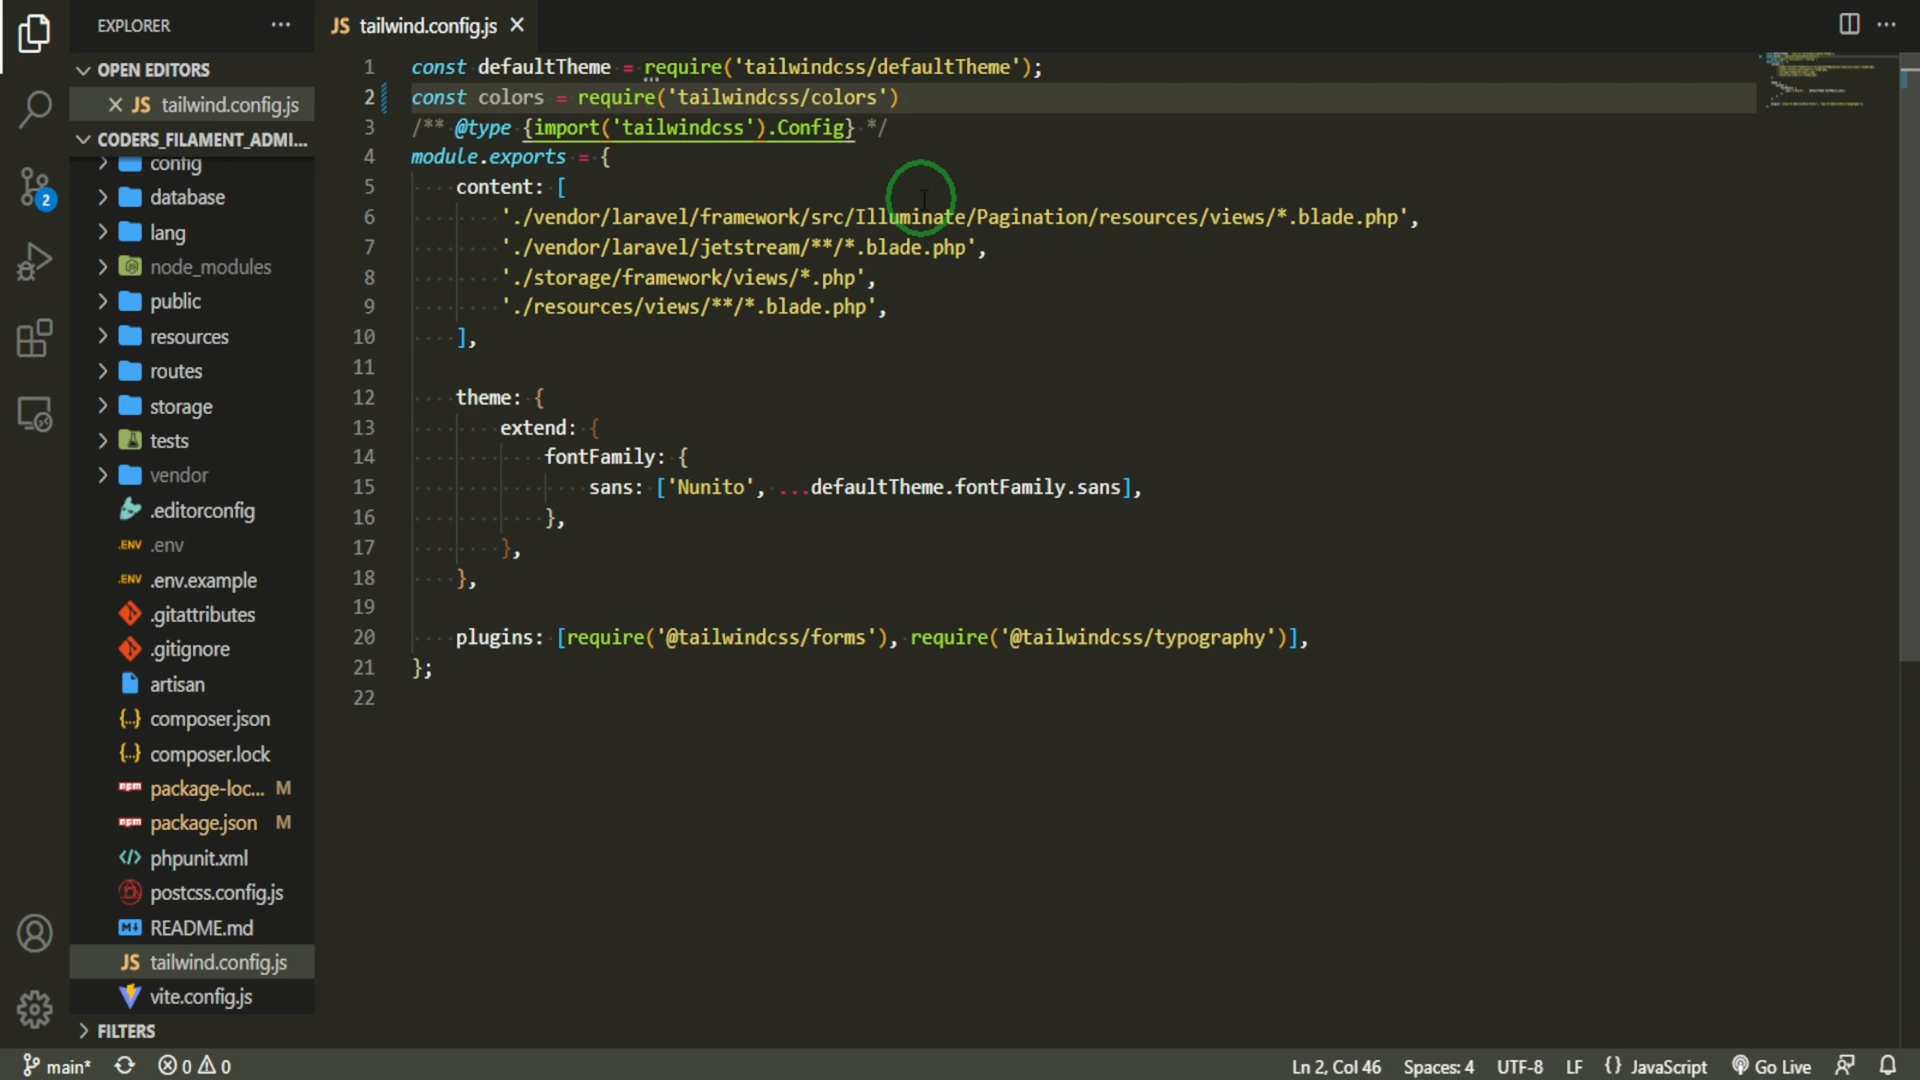 EXPLORER
OPEN EDITORS
JS tailwind.config.js
CODERS_FILAMENT_ADMI...
config
database
lang
node_modules
public
resources
routes
storage
tests
vendor
.editorconfig
.ENV .env
.ENV .env.example
.gitattributes
.gitignore
artisan
{..} composer.json
{..} composer.lock
npm package-loc... M
npm package.json M
phpunit.xml
postcss.config.js
M↓ README.md
JS tailwind.config.js
vite.config.js
FILTERS
2
JS tailwind.config.js
1 const defaultTheme = require('tailwindcss/defaultTheme');
2 const colors = require('tailwindcss/colors')
3 /** @type {import('tailwindcss').Config} */
4 module.exports = {
5 content: [
6 './vendor/laravel/framework/src/Illuminate/Pagination/resources/views/*.blade.php',
7 './vendor/laravel/jetstream/**/*.blade.php',
8 './storage/framework/views/*.php',
9 './resources/views/**/*.blade.php',
10 ],
11
12 theme: {
13 extend: {
14 fontFamily: {
15 sans: ['Nunito', ...defaultTheme.fontFamily.sans],
16 },
17 },
18 },
19
20 plugins: [require('@tailwindcss/forms'), require('@tailwindcss/typography')],
21 };
22
main* 0 0 Ln 2, Col 46 Spaces: 4 UTF-8 LF {} JavaScript Go Live